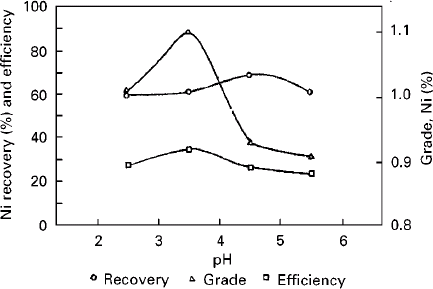 Ni recovery (%) and efficiency
100
80
60
40
20
0
2 3 4 5 6
pH
1.1
1.0
0.9
0.8
Grade, Ni (%)
Recovery Grade Efficiency